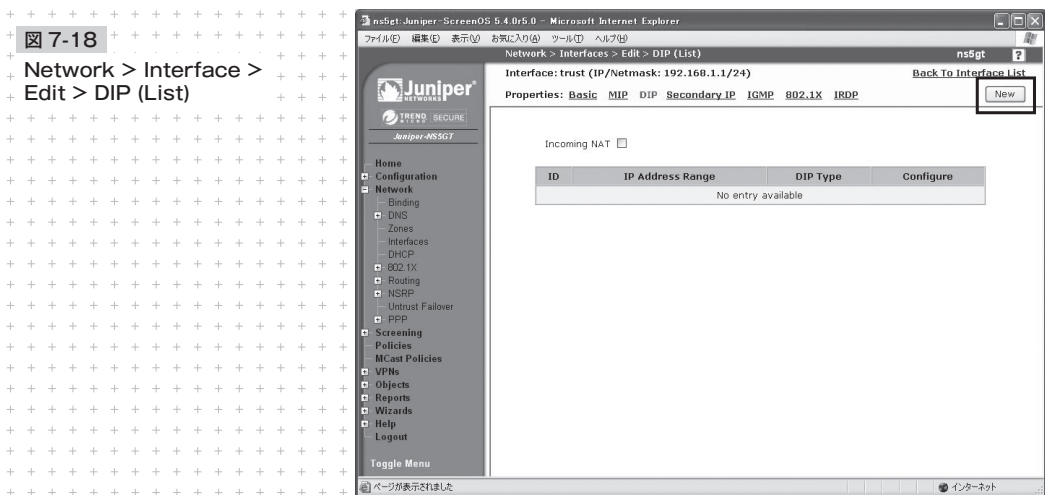 図 7-18
Network > Interface >
Edit > DIP (List)
ns5gt:Juniper-ScreenOS 5.4.0r5.0 - Microsoft Internet Explorer
ファイル(F) 編集(E) 表示(V) お気に入り(A) ツール(T) ヘルプ(H)
Network > Interfaces > Edit > DIP (List) ns5gt ?
Interface: trust (IP/Netmask: 192.168.1.1/24) Back To Interface List
Properties: Basic MIP DIP Secondary IP IGMP 802.1X IRDP New
Juniper
NETWORKS
TREND MICRO SECURE
Juniper-NS5GT
Home
Configuration
Network
Binding
DNS
Zones
Interfaces
DHCP
802.1X
Routing
NSRP
Untrust Failover
PPP
Screening
Policies
MCast Policies
VPNs
Objects
Reports
Wizards
Help
Logout
Toggle Menu
Incoming NAT
ID IP Address Range DIP Type Configure
No entry available
ページが表示されました インターネット